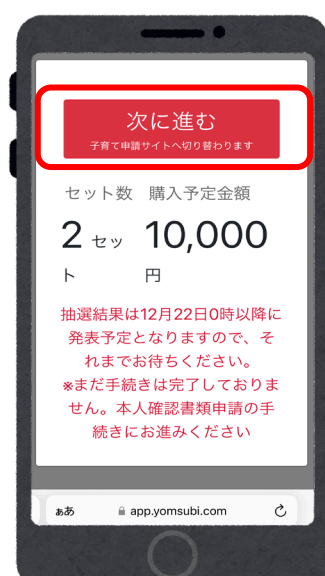 次に進む
子育て申請サイトへ切り替わります
セット数 購入予定金額
2 セッ 10,000
ト 円
抽選結果は12月22日0時以降に
発表予定となりますので、そ
れまでお待ちください。
※まだ手続きは完了しておりま
せん。本人確認書類申請の手
続きにお進みください
ぁあ app.yomsubi.com